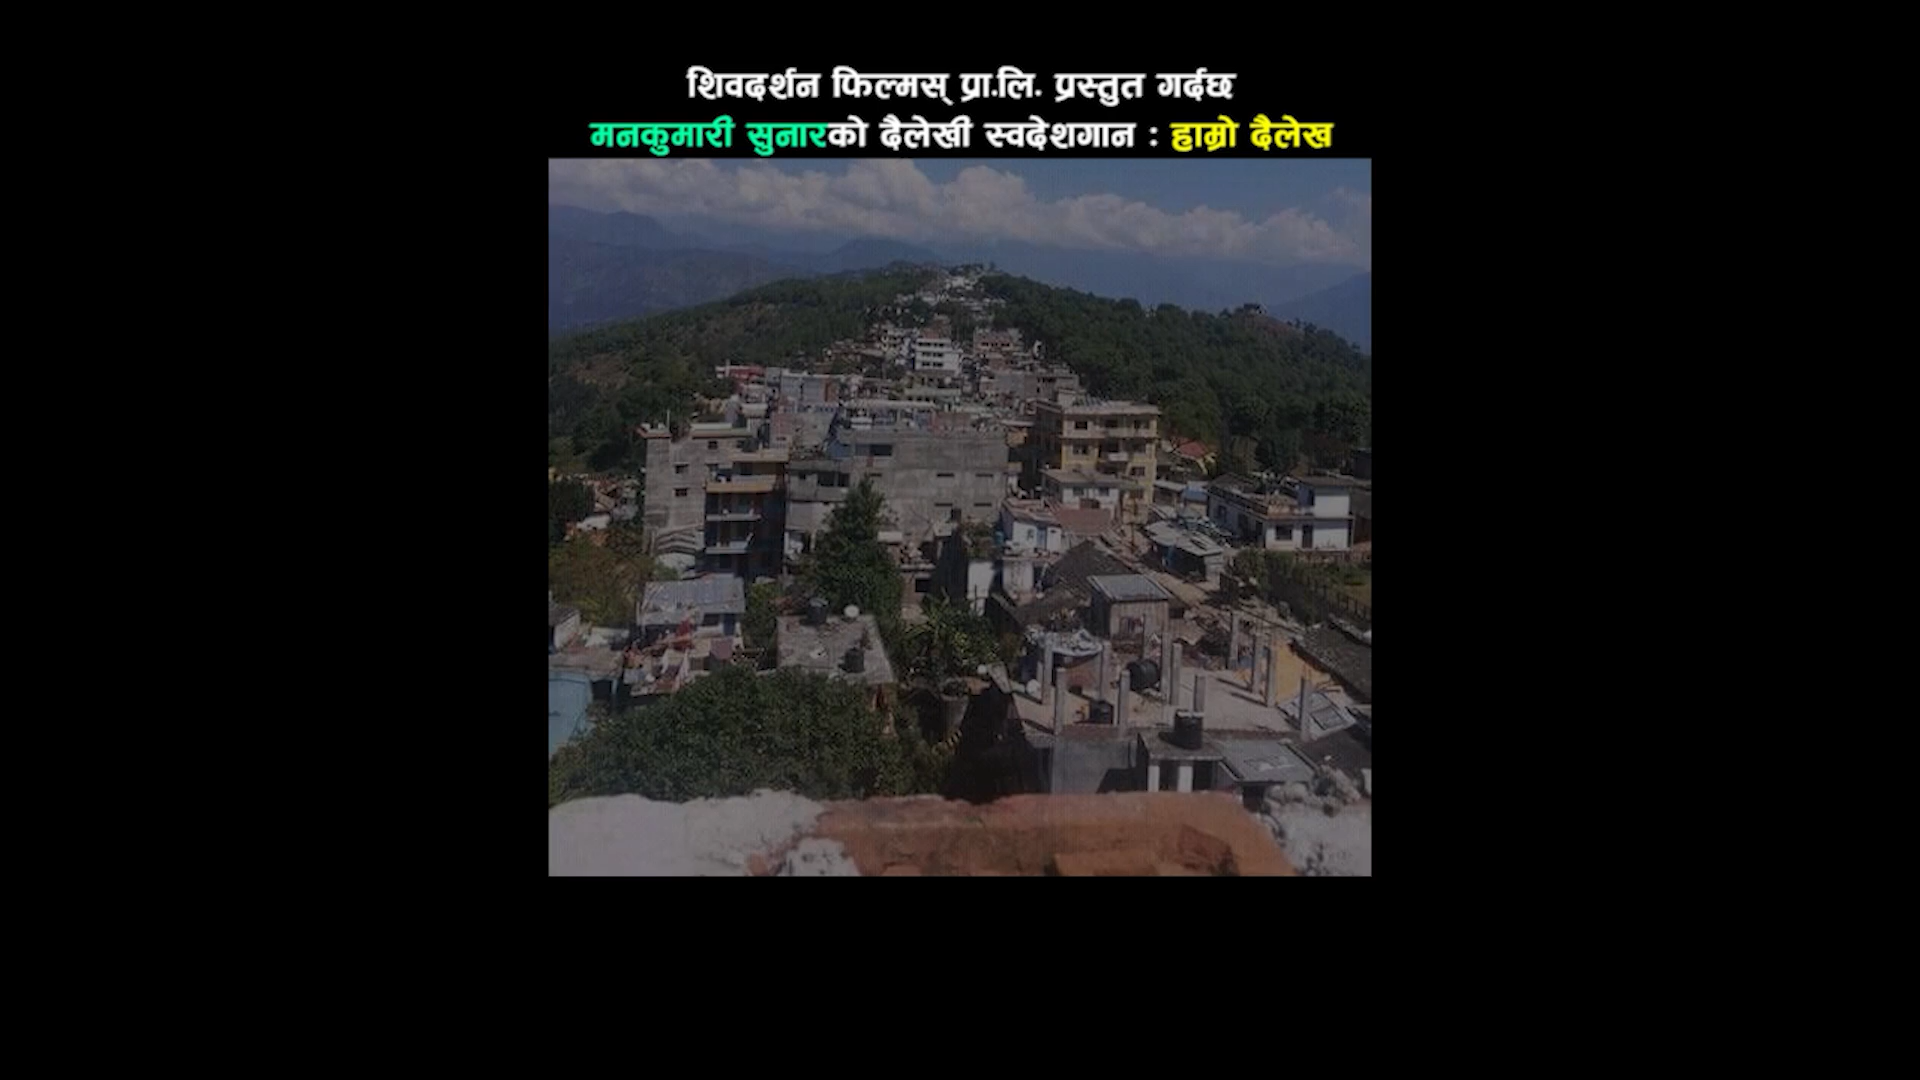 शिवदर्शन फिल्मस् प्रा.लि. प्रस्तुत गर्दछ
मनकुमारी सुनारको दैलेखी स्वदेशगान : हाम्रो दैलेख